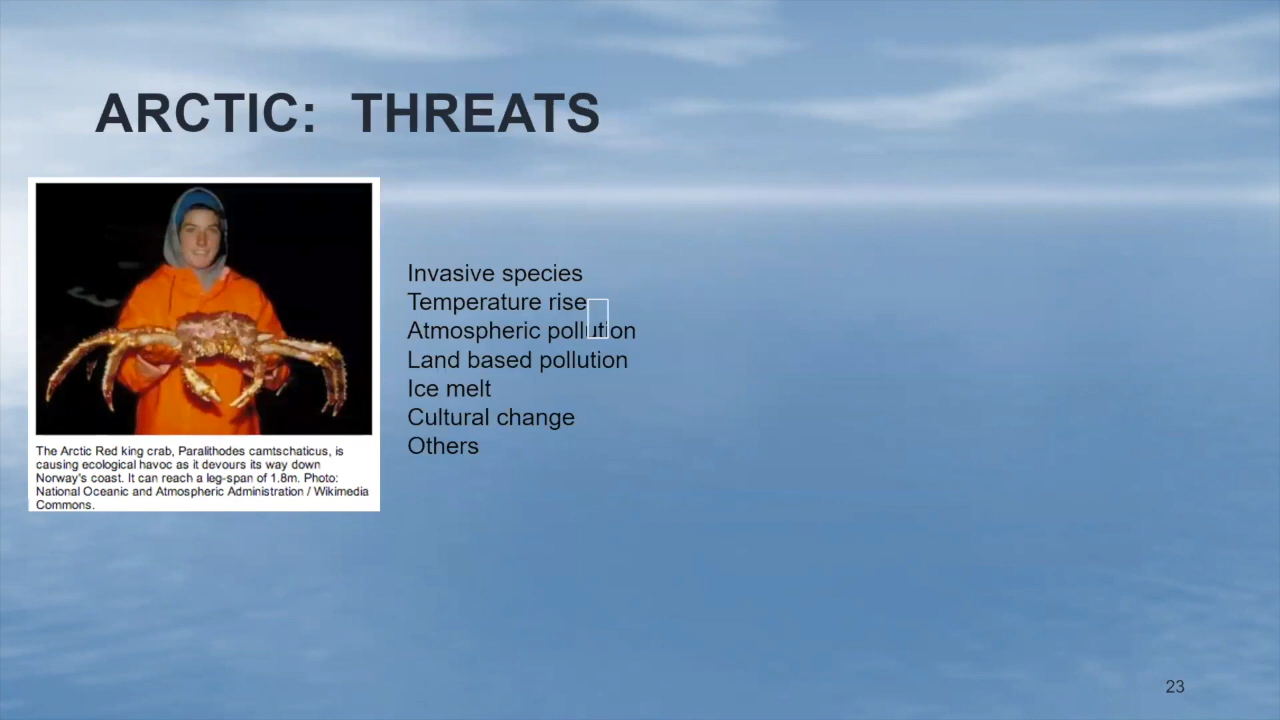 ARCTIC: THREATS
Invasive species
Temperature rise
Atmospheric pollution
Land based pollution
Ice melt
Cultural change
Others
The Arctic Red king crab, Paralithodes camtschaticus, is
causing ecological havoc as it devours its way down
Norway's coast. It can reach a leg-span of 1.8m. Photo:
National Oceanic and Atmospheric Administration / Wikimedia
Commons.
23